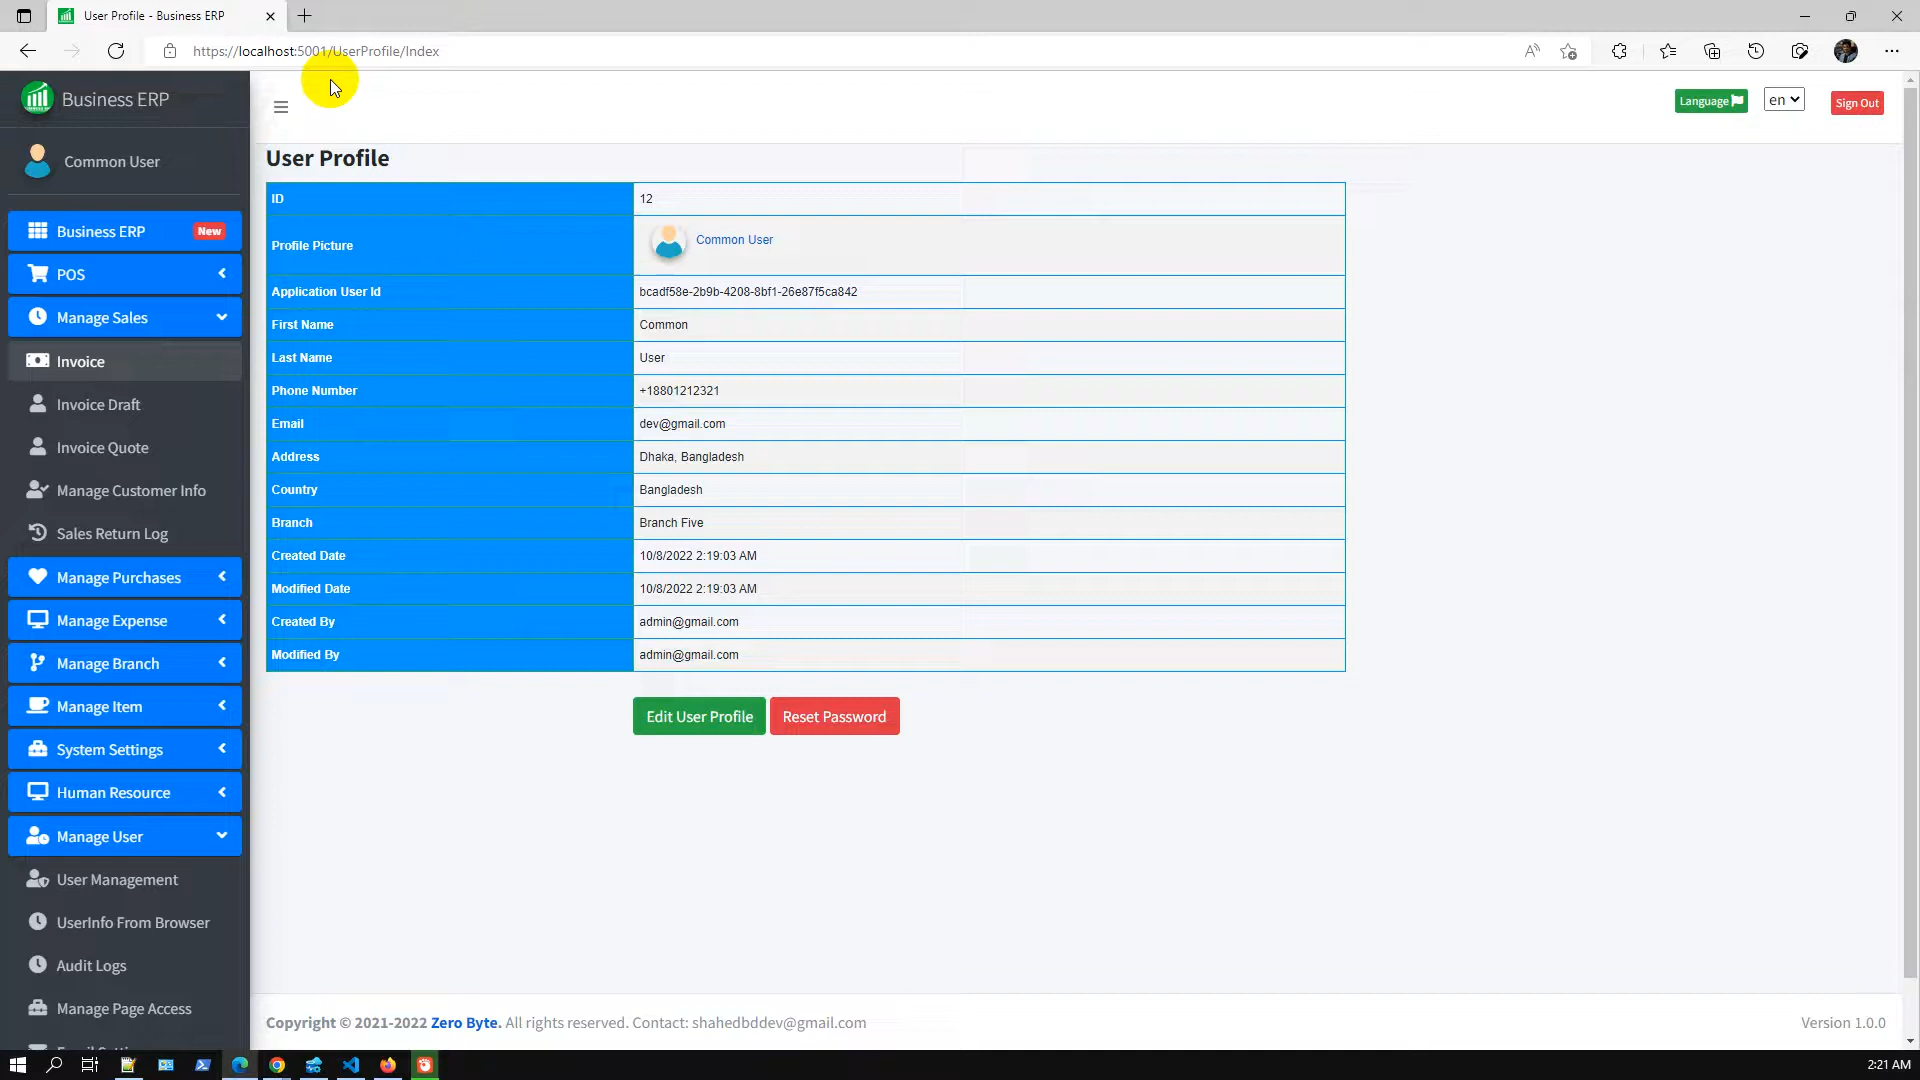 User Profile - Business ERP
https://localhost:5001/UserProfile/Index
Business ERP
Language
en
Sign Out
Common User
User Profile
ID 12
Profile Picture Common User
Application User Id bcadf58e-2b9b-4208-8bf1-26e87f5ca842
First Name Common
Last Name User
Phone Number +18801212321
Email dev@gmail.com
Address Dhaka, Bangladesh
Country Bangladesh
Branch Branch Five
Created Date 10/8/2022 2:19:03 AM
Modified Date 10/8/2022 2:19:03 AM
Created By admin@gmail.com
Modified By admin@gmail.com
Edit User Profile Reset Password
Business ERP New
POS
Manage Sales
Invoice
Invoice Draft
Invoice Quote
Manage Customer Info
Sales Return Log
Manage Purchases
Manage Expense
Manage Branch
Manage Item
System Settings
Human Resource
Manage User
User Management
UserInfo From Browser
Audit Logs
Manage Page Access
Copyright © 2021-2022 Zero Byte. All rights reserved. Contact: shahedbddev@gmail.com
Version 1.0.0
2:21 AM